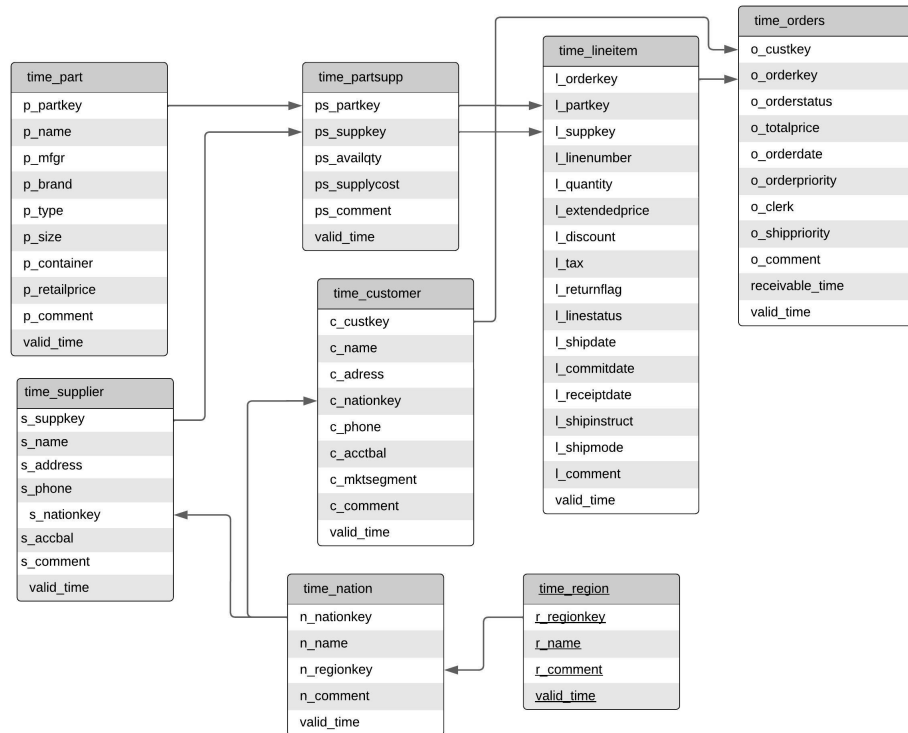 time_part
p_partkey
p_name
p_mfgr
p_brand
p_type
p_size
p_container
p_retailprice
p_comment
valid_time
time_supplier
s_suppkey
s_name
s_address
s_phone
s_nationkey
s_accbal
s_comment
valid_time
time_partsupp
ps_partkey
ps_suppkey
ps_availqty
ps_supplycost
ps_comment
valid_time
time_customer
c_custkey
c_name
c_adress
c_nationkey
c_phone
c_acctbal
c_mktsegment
c_comment
valid_time
time_nation
n_nationkey
n_name
n_regionkey
n_comment
valid_time
time_lineitem
l_orderkey
l_partkey
l_suppkey
l_linenumber
l_quantity
l_extendedprice
l_discount
l_tax
l_returnflag
l_linestatus
l_shipdate
l_commitdate
l_receiptdate
l_shipinstruct
l_shipmode
l_comment
valid_time
time_region
r_regionkey
r_name
r_comment
valid_time
time_orders
o_custkey
o_orderkey
o_orderstatus
o_totalprice
o_orderdate
o_orderpriority
o_clerk
o_shippriority
o_comment
receivable_time
valid_time